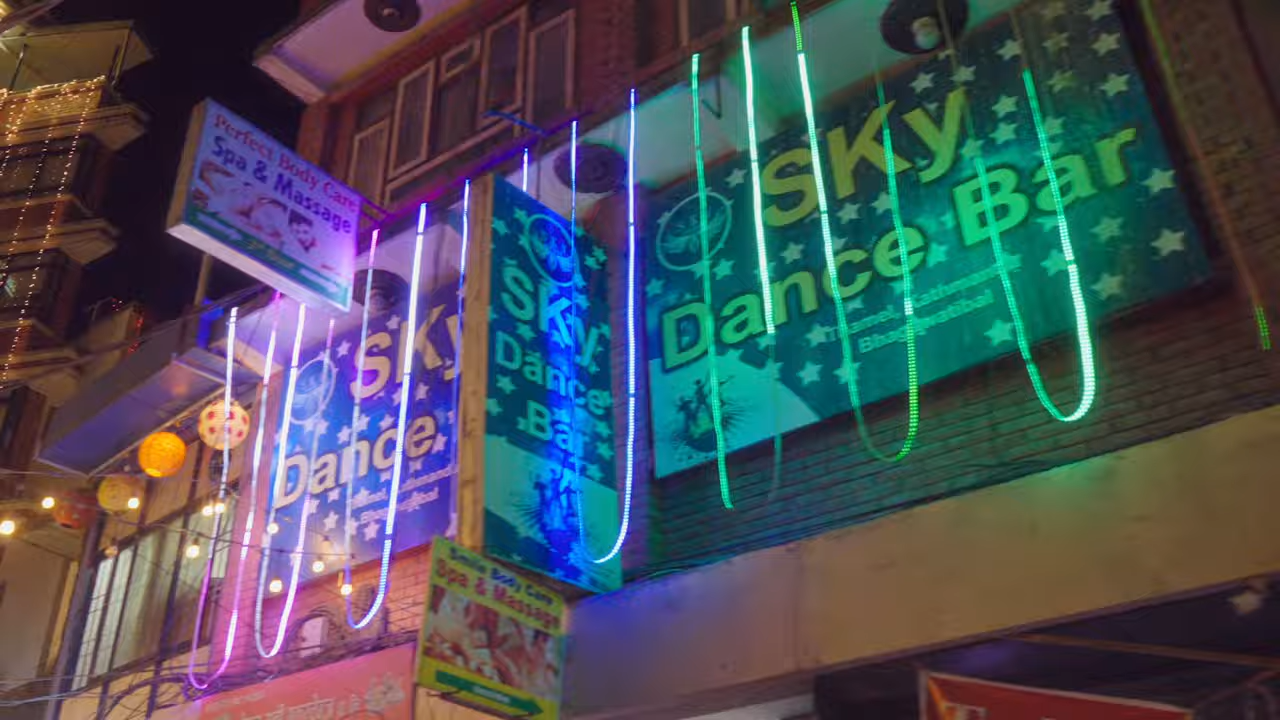 Perfect Body Care
Spa & Massage
SKy
Dance
SKy
Dance
Bar
SKy
Dance Bar
Thamel, Kathmandu
Bhagwatibahal
Smile Body Care
Spa & Massage